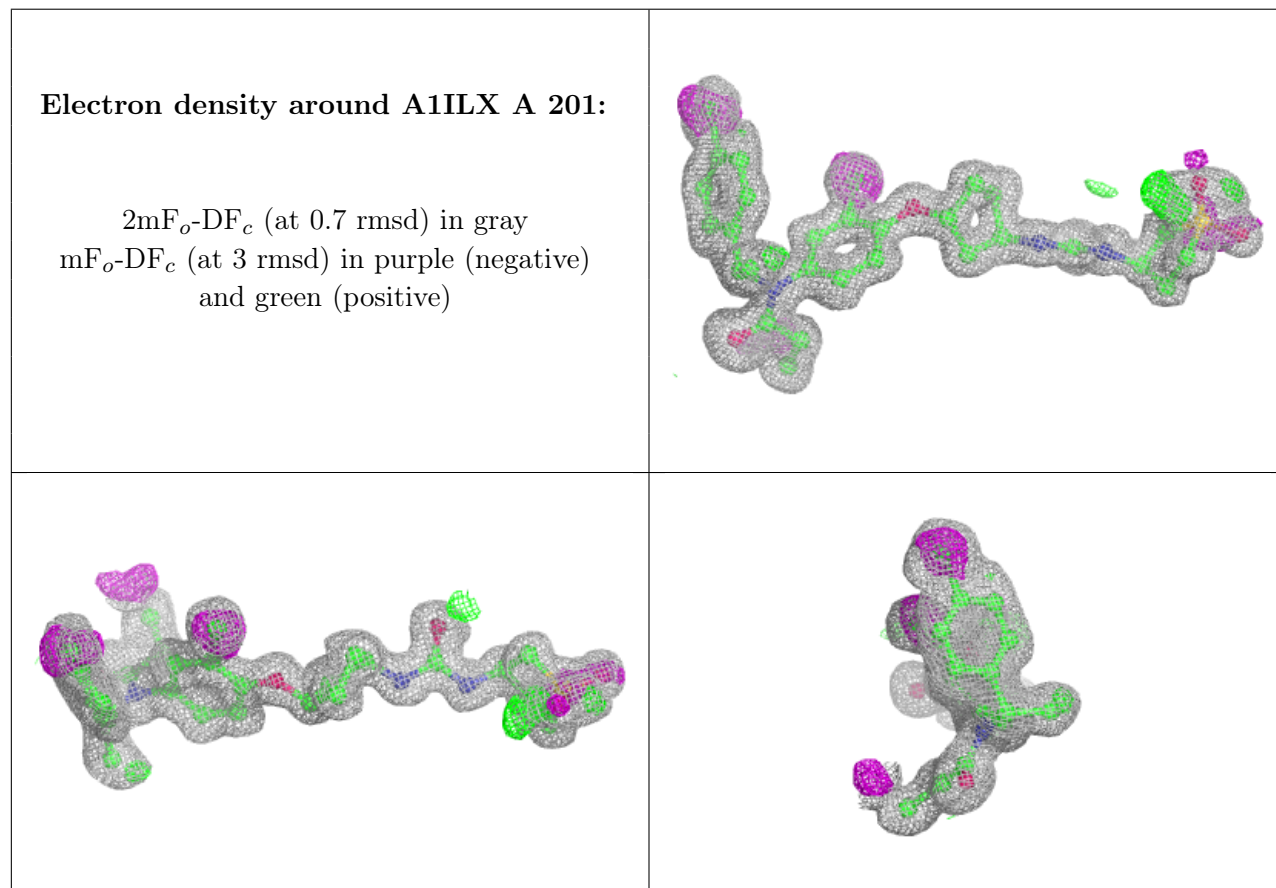 Electron density around A1ILX A 201:
2mFo-DFc (at 0.7 rmsd) in gray
mFo-DFc (at 3 rmsd) in purple (negative)
and green (positive)